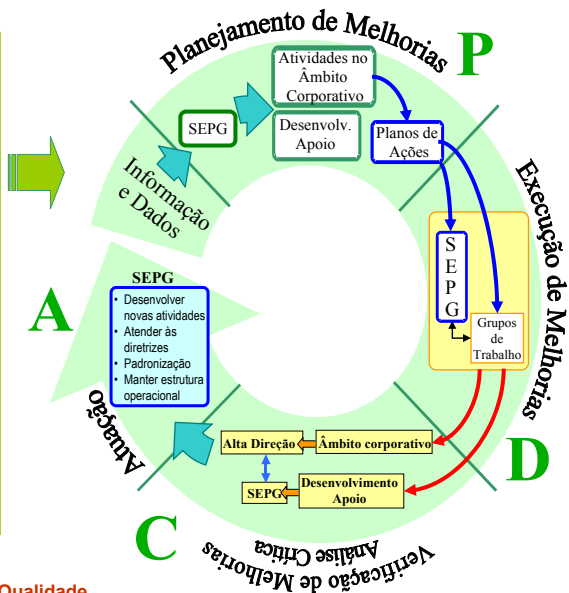 Planejamento de Melhorias
P
Atividades no
Âmbito
Corporativo
SEPG
Desenvolv.
Apoio
Planos de
Ações
Informação
e Dados
Execução de Melhorias
S
E
P
G
Grupos
de
Trabalho
D
SEPG
• Desenvolver
novas atividades
• Atender às
diretrizes
• Padronização
• Manter estrutura
operacional
A
Atuação
Alta Direção
Âmbito corporativo
SEPG
Desenvolvimento
Apoio
C
Análise Crítica
Verificação de Melhorias
Qualidade